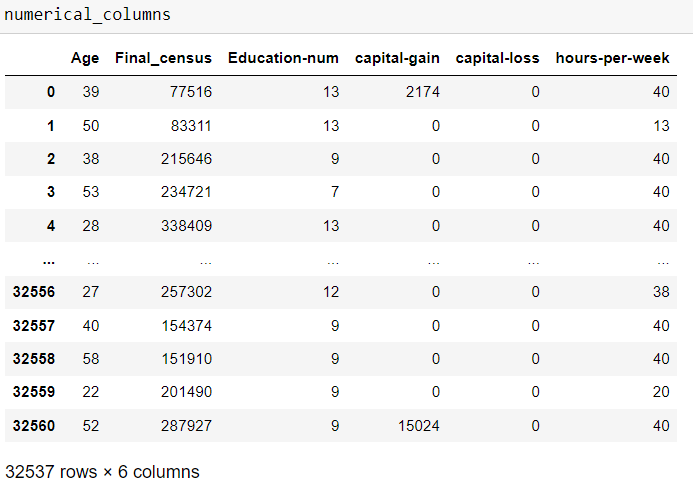 numerical_columns
Age Final_census Education-num capital-gain capital-loss hours-per-week
0 39 77516 13 2174 0 40
1 50 83311 13 0 0 13
2 38 215646 9 0 0 40
3 53 234721 7 0 0 40
4 28 338409 13 0 0 40
... ... ... ... ... ... ...
32556 27 257302 12 0 0 38
32557 40 154374 9 0 0 40
32558 58 151910 9 0 0 40
32559 22 201490 9 0 0 20
32560 52 287927 9 15024 0 40
32537 rows × 6 columns